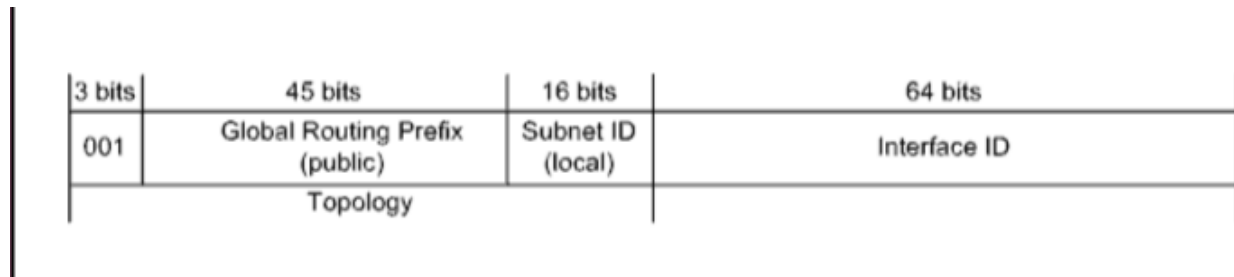 3 bits 45 bits 16 bits 64 bits
001 Global Routing Prefix (public) Subnet ID (local) Interface ID
Topology